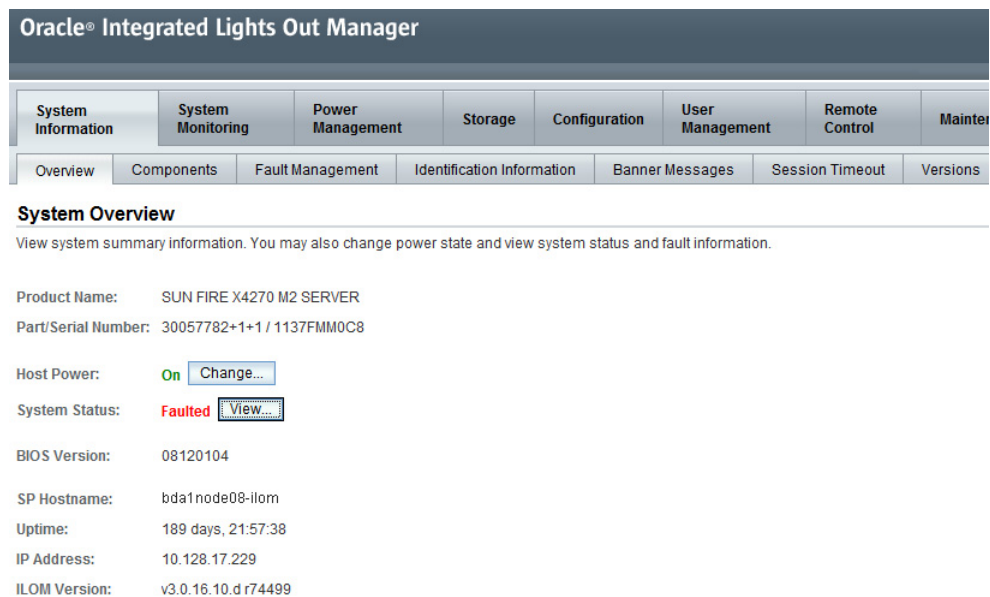 Oracle® Integrated Lights Out Manager
System Information System Monitoring Power Management Storage Configuration User Management Remote Control Mainter
Overview Components Fault Management Identification Information Banner Messages Session Timeout Versions
System Overview
View system summary information. You may also change power state and view system status and fault information.
Product Name: SUN FIRE X4270 M2 SERVER
Part/Serial Number: 30057782+1+1 / 1137FMM0C8
Host Power: On Change...
System Status: Faulted View...
BIOS Version: 08120104
SP Hostname: bda1node08-ilom
Uptime: 189 days, 21:57:38
IP Address: 10.128.17.229
ILOM Version: v3.0.16.10.d r74499